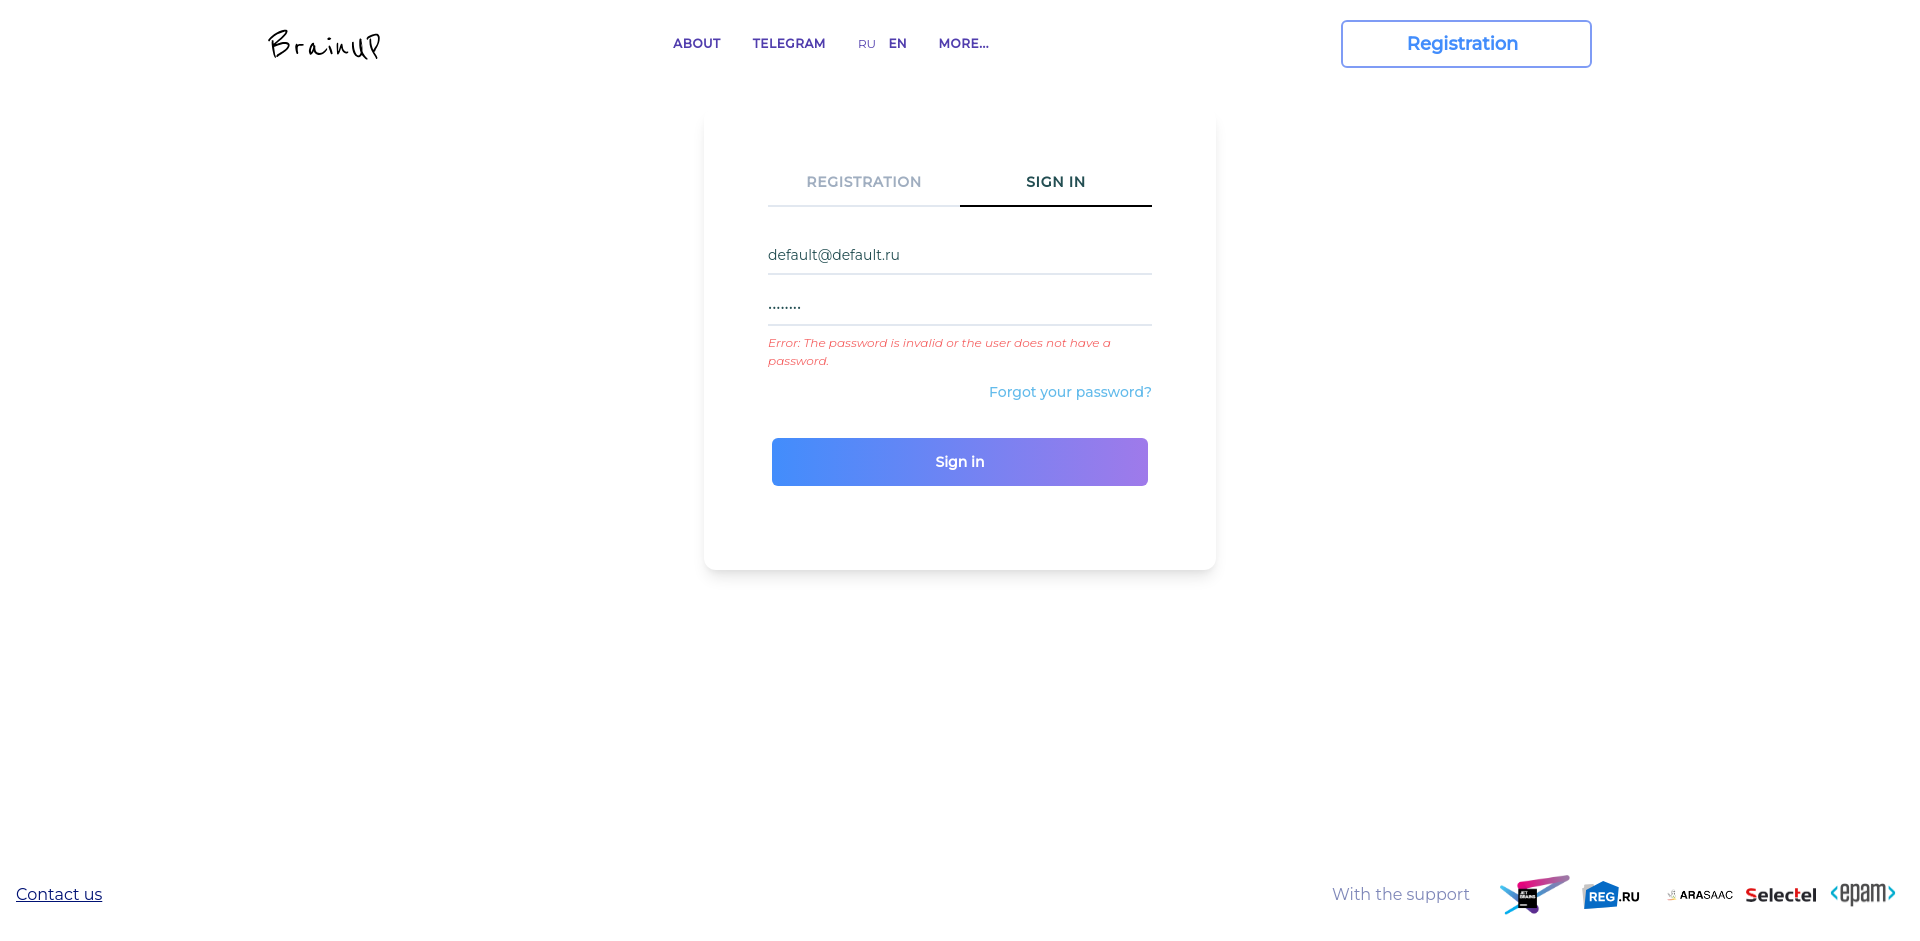 BrainUP
ABOUT
TELEGRAM
RU
EN
MORE...
Registration
REGISTRATION
SIGN IN
default@default.ru
········
Error: The password is invalid or the user does not have a
password.
Forgot your password?
Sign in
Contact us
With the support
JET BRAINS
REG.RU
ARASAAC
Selectel
<epam>